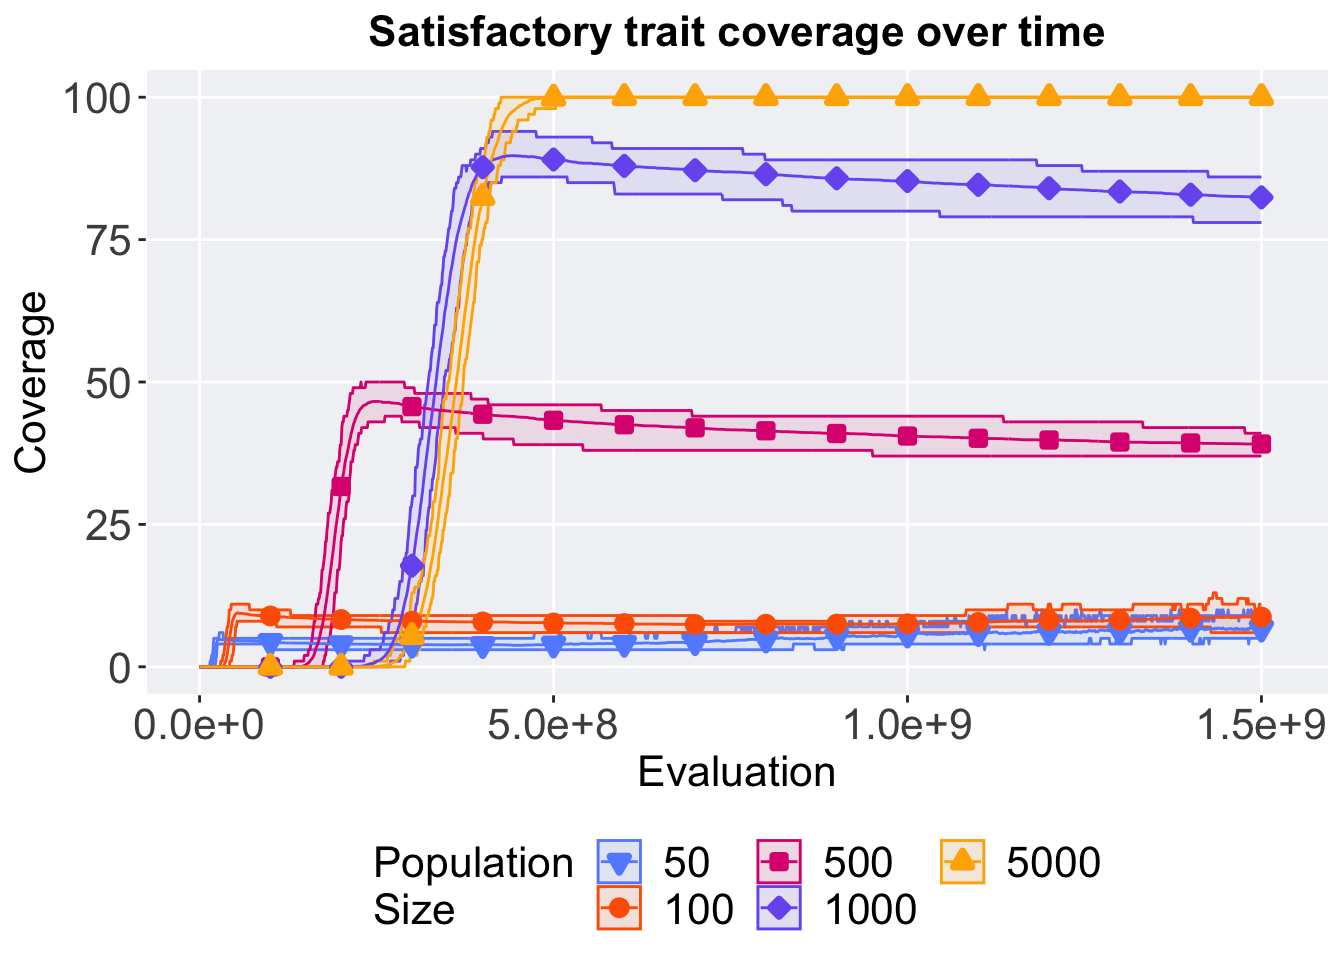 Satisfactory trait coverage over time
100
75
50
25
0
Coverage
0.0e+0 5.0e+8 1.0e+9 1.5e+9
Evaluation
Population Size
50 500 5000
100 1000